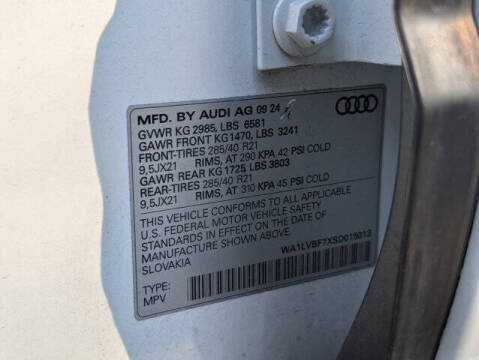 MFD. BY AUDI AG 09 24
GVWR KG 2985, LBS 6581
GAWR FRONT KG 1470, LBS 3241
FRONT-TIRES 285/40 R21
9,5JX21 RIMS, AT 290 KPA 42 PSI COLD
GAWR REAR KG 1725, LBS 3803
REAR-TIRES 285/40 R21
9,5JX21 RIMS, AT 310 KPA 45 PSI COLD
THIS VEHICLE CONFORMS TO ALL APPLICABLE
U.S. FEDERAL MOTOR VEHICLE SAFETY
STANDARDS IN EFFECT ON THE DATE OF
MANUFACTURE SHOWN ABOVE.
SLOVAKIA
WA1LVBF7XSD015013
TYPE:
MPV